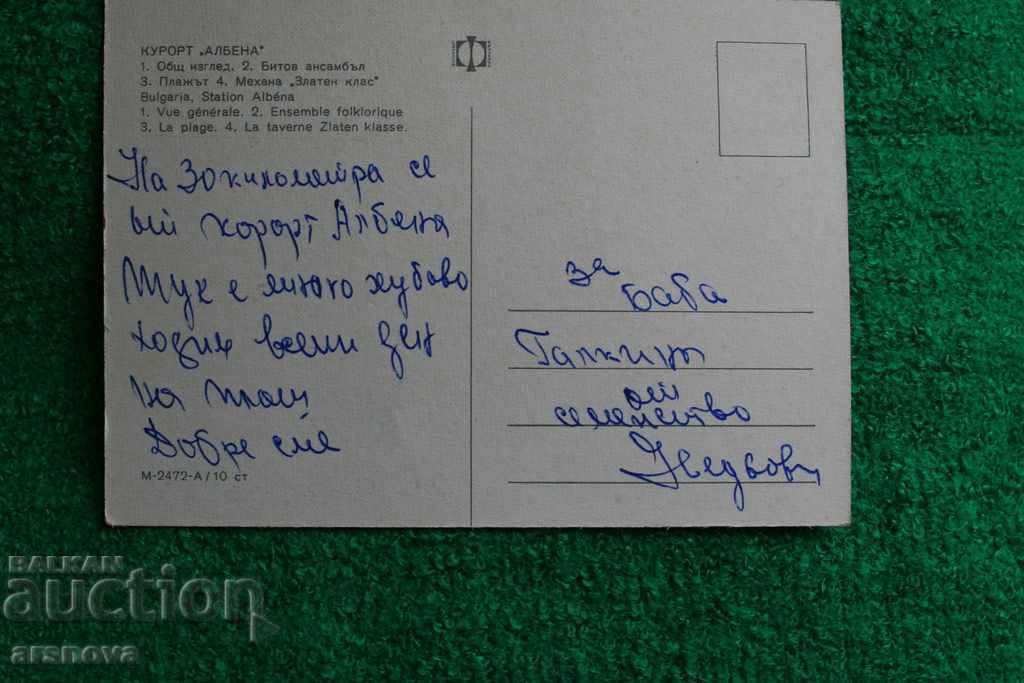 КУРОРТ „АЛБЕНА"
1. Общ изглед. 2. Битов ансамбъл
3. Плажът 4. Механа „Златен клас"
Bulgaria, Station Albéna
1. Vue générale. 2. Ensemble folklorique
3. La plage. 4. La taverne Zlaten klasse.
На 30 километра се
от курорт Албена
Тук е много хубаво
ходим всеки ден
на плаж
Добре сме
М-2472-А/10 ст
за
баба
от
семейство
BALKAN
auction
arsnova